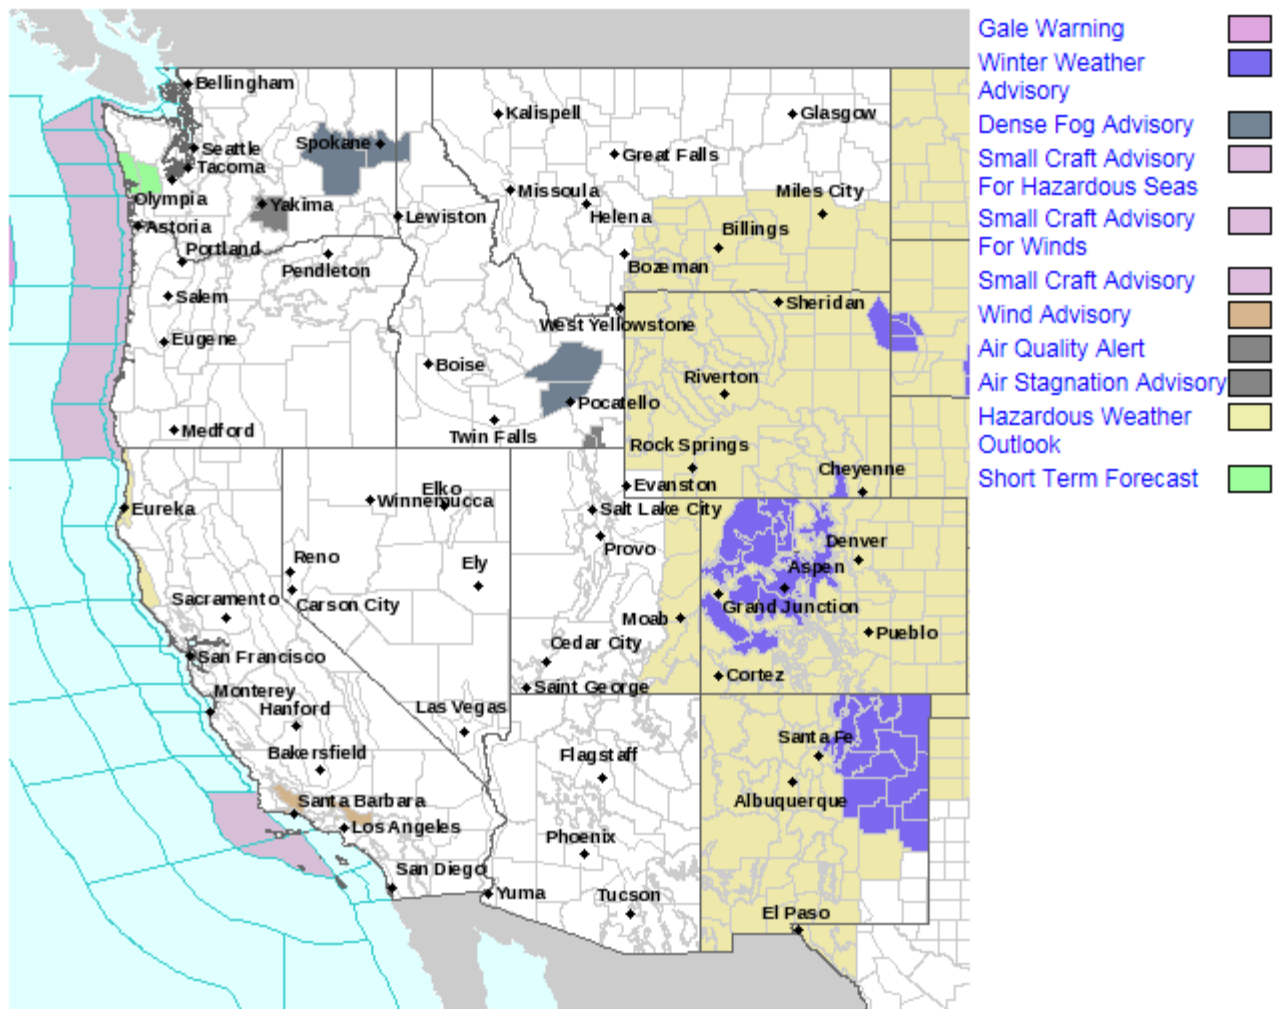 Gale Warning
Winter Weather
Advisory
Dense Fog Advisory
Small Craft Advisory
For Hazardous Seas
Small Craft Advisory
For Winds
Small Craft Advisory
Wind Advisory
Air Quality Alert
Air Stagnation Advisory
Hazardous Weather
Outlook
Short Term Forecast
Bellingham
Kalispell
Glasgow
Seattle
Spokane
Great Falls
Tacoma
Missoula
Miles City
Olympia
Yakima
Lewiston
Helena
Astoria
Billings
Portland
Pendleton
Bozeman
Salem
Sheridan
West Yellowstone
Eugene
Boise
Riverton
Pocatello
Medford
Twin Falls
Rock Springs
Cheyenne
Evanston
Elko
Winnemucca
Eureka
Salt Lake City
Provo
Denver
Reno
Ely
Aspen
Sacramento
Carson City
Grand Junction
Moab
Pueblo
Cedar City
San Francisco
Cortez
Saint George
Monterey
Hanford
Las Vegas
Santa Fe
Bakersfield
Flagstaff
Santa Barbara
Albuquerque
Los Angeles
Phoenix
San Diego
Yuma
Tucson
El Paso